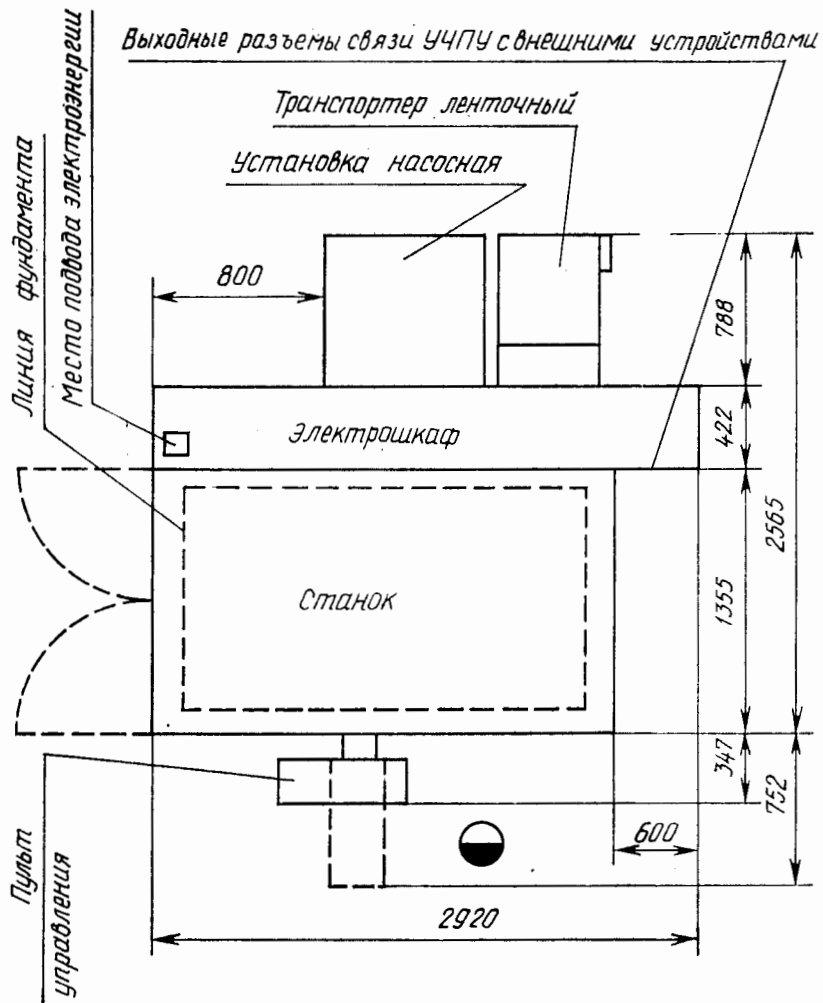 Выходные разъемы связи УЧПУ с внешними устройствами
Транспортер ленточный
Установка насосная
Место подвода электроэнергии
Линия фундамента
800
788
Электрошкаф
422
2565
Станок
1355
347
752
600
Пульт
управления
2920